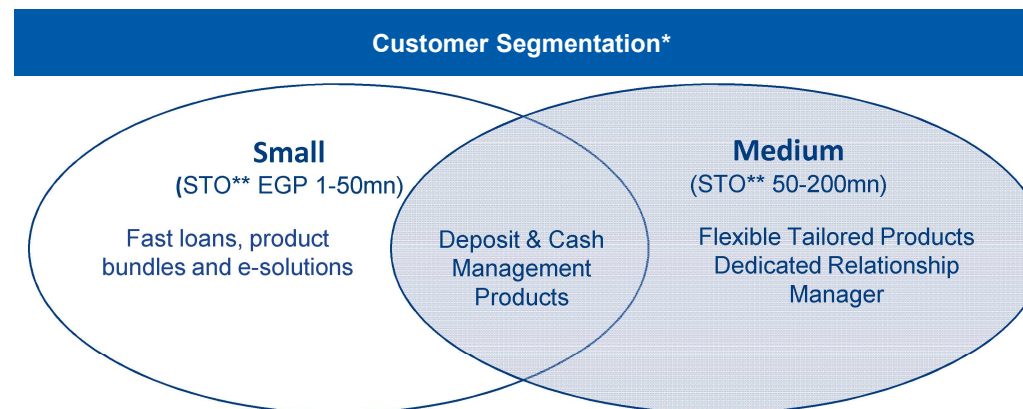 Customer Segmentation*
Small
(STO** EGP 1-50mn)
Fast loans, product
bundles and e-solutions
Deposit & Cash
Management
Products
Medium
(STO** 50-200mn)
Flexible Tailored Products
Dedicated Relationship
Manager